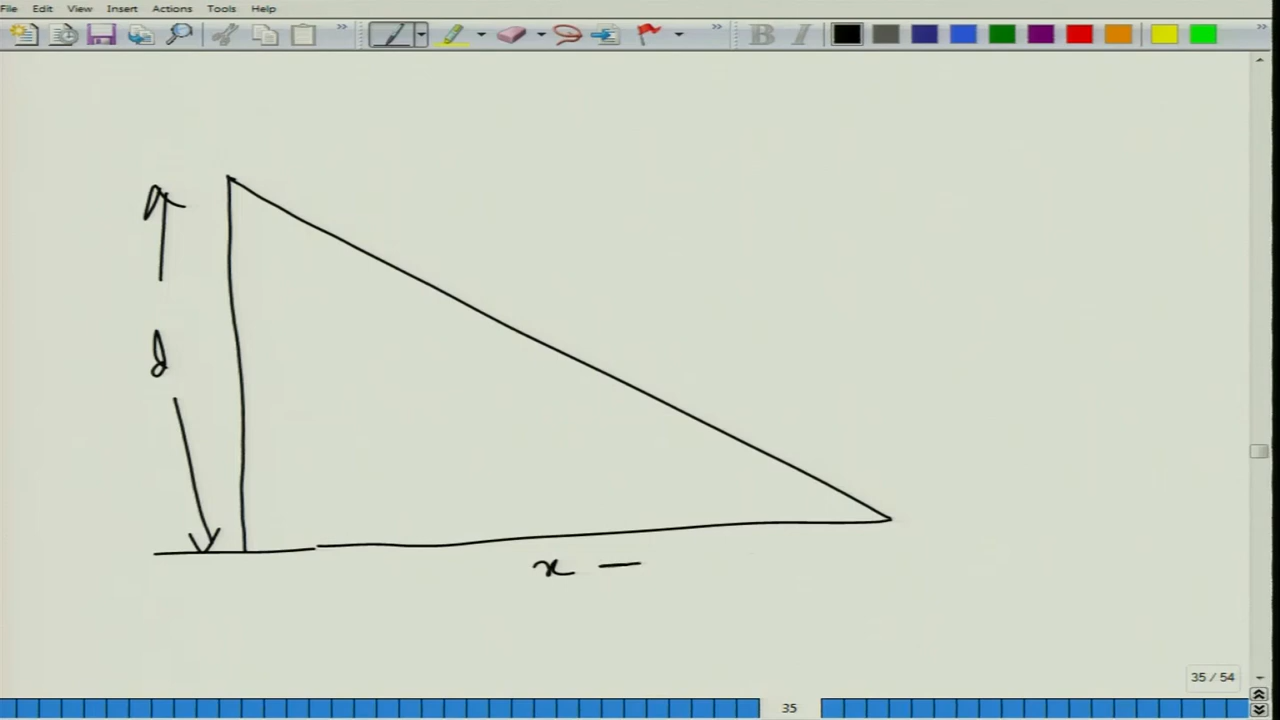 File Edit View Insert Actions Tools Help
B I
d
x —
35 / 54
35